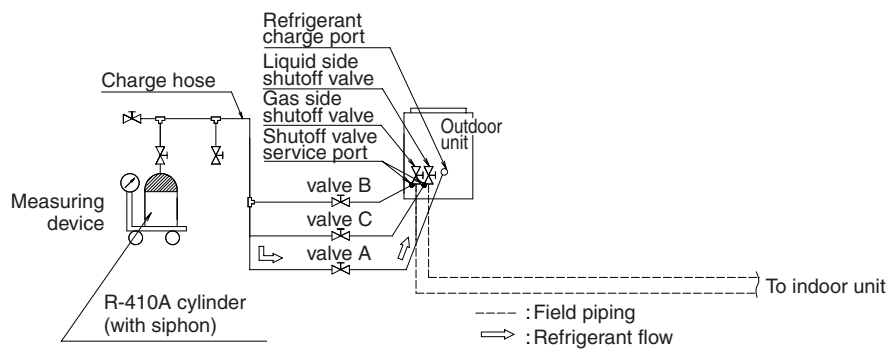 Refrigerant
charge port
Liquid side
shutoff valve
Gas side
shutoff valve
Shutoff valve
service port
Charge hose
Outdoor
unit
valve B
valve C
valve A
Measuring
device
R-410A cylinder
(with siphon)
To indoor unit
: Field piping
: Refrigerant flow